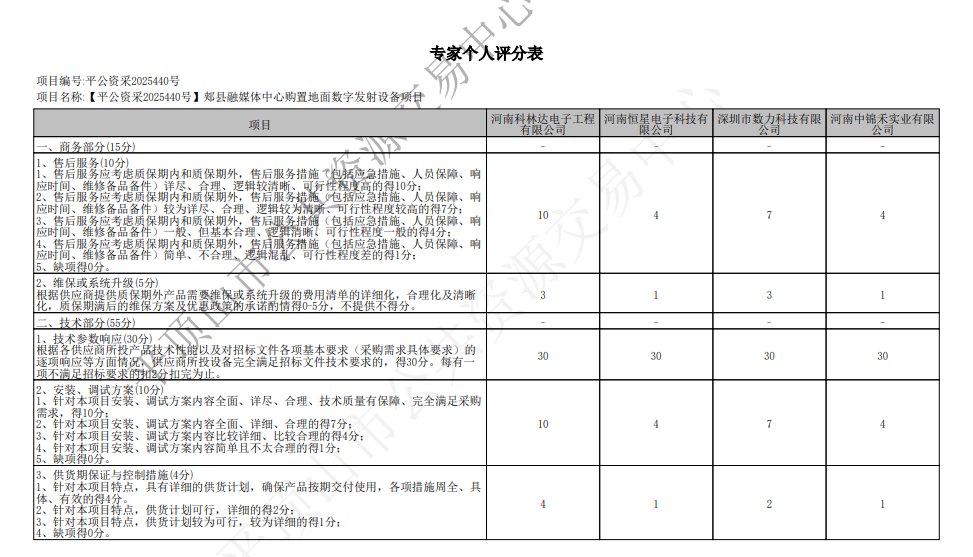 专家个人评分表
项目编号:平公资采2025440号
项目名称:【平公资采2025440号】郏县融媒体中心购置地面数字发射设备项目
项目 河南科林达电子工程有限公司 河南恒星电子科技有限公司 深圳市数力科技有限公司 河南中锦禾实业有限公司
一、商务部分(15分) - - - -
1、售后服务(10分)
1、售后服务应考虑质保期内和质保期外，售后服务措施（包括应急措施、人员保障、响
应时间、维修备品备件）详尽、合理、逻辑较清晰、可行性程度高的得10分；
2、售后服务应考虑质保期内和质保期外，售后服务措施（包括应急措施、人员保障、响
应时间、维修备品备件）较为详尽、合理、逻辑较为清晰、可行性程度较高的得7分；
3、售后服务应考虑质保期内和质保期外，售后服务措施（包括应急措施、人员保障、响
应时间、维修备品备件）一般、但基本合理、逻辑清晰、可行性程度一般的得4分；
4、售后服务应考虑质保期内和质保期外，售后服务措施（包括应急措施、人员保障、响
应时间、维修备品备件）简单、不合理、逻辑混乱、可行性程度差的得1分；
5、缺项得0分。
10 4 7 4
2、维保或系统升级(5分)
根据供应商提供质保期外产品需要维保或系统升级的费用清单的详细化，合理化及清晰
化，质保期满后的维保方案及优惠政策的承诺酌情得0-5分，不提供不得分。
3 1 3 1
二、技术部分(55分) - - - -
1、技术参数响应(30分)
根据各供应商所投产品技术性能以及对招标文件各项基本要求（采购需求具体要求）的
逐项响应等方面情况，供应商所投设备完全满足招标文件技术要求的，得30分。每有一
项不满足招标要求的扣2分扣完为止。
30 30 30 30
2、安装、调试方案(10分)
1、针对本项目安装、调试方案内容全面、详尽、合理、技术质量有保障、完全满足采购
需求，得10分；
2、针对本项目安装、调试方案内容全面、详细、合理的得7分；
3、针对本项目安装、调试方案内容比较详细、比较合理的得4分；
4、针对本项目安装、调试方案内容简单且不太合理的得1分；
5、缺项得0分。
10 4 7 4
3、供货期保证与控制措施(4分)
1、针对本项目特点，具有详细的供货计划，确保产品按期交付使用，各项措施周全、具
体、有效的得4分。
2、针对本项目特点，供货计划可行，详细的得2分；
3、针对本项目特点，供货计划较为可行，较为详细的得1分；
4、缺项得0分。
4 1 2 1
平顶山市公共资源交易中心
平顶山市公共资源交易中心